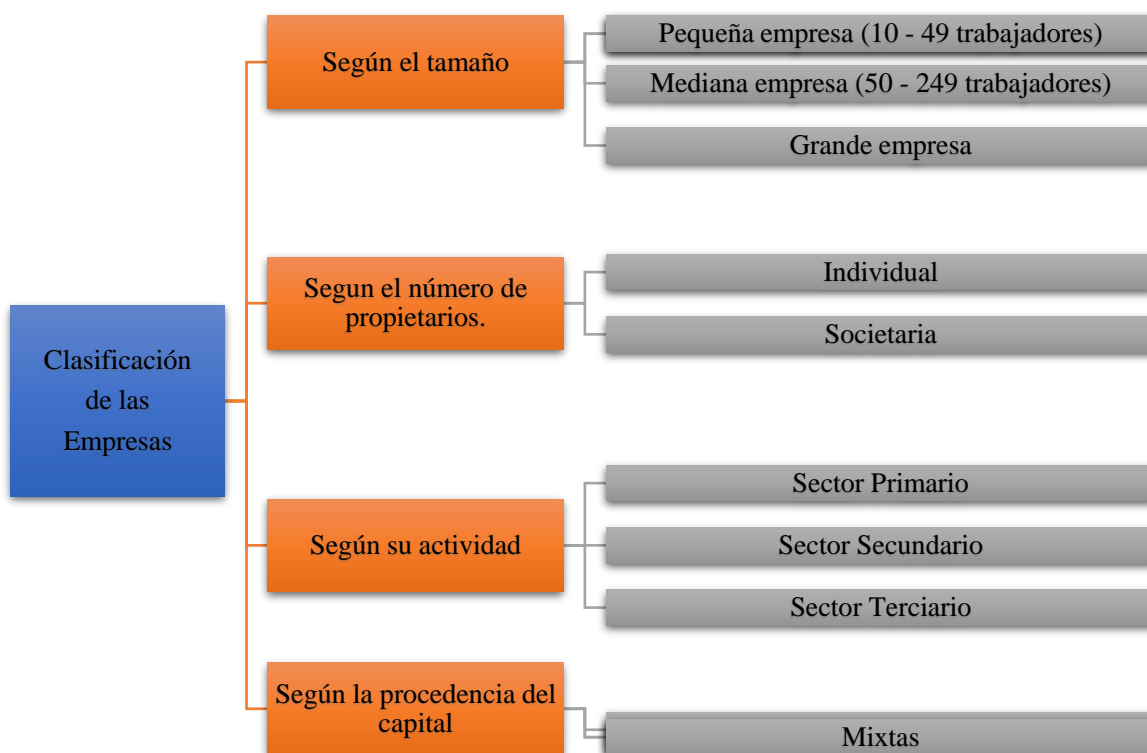 Clasificación
de las
Empresas
Según el tamaño
Pequeña empresa (10 - 49 trabajadores)
Mediana empresa (50 - 249 trabajadores)
Grande empresa
Segun el número de
propietarios.
Individual
Societaria
Según su actividad
Sector Primario
Sector Secundario
Sector Terciario
Según la procedencia del
capital
Mixtas